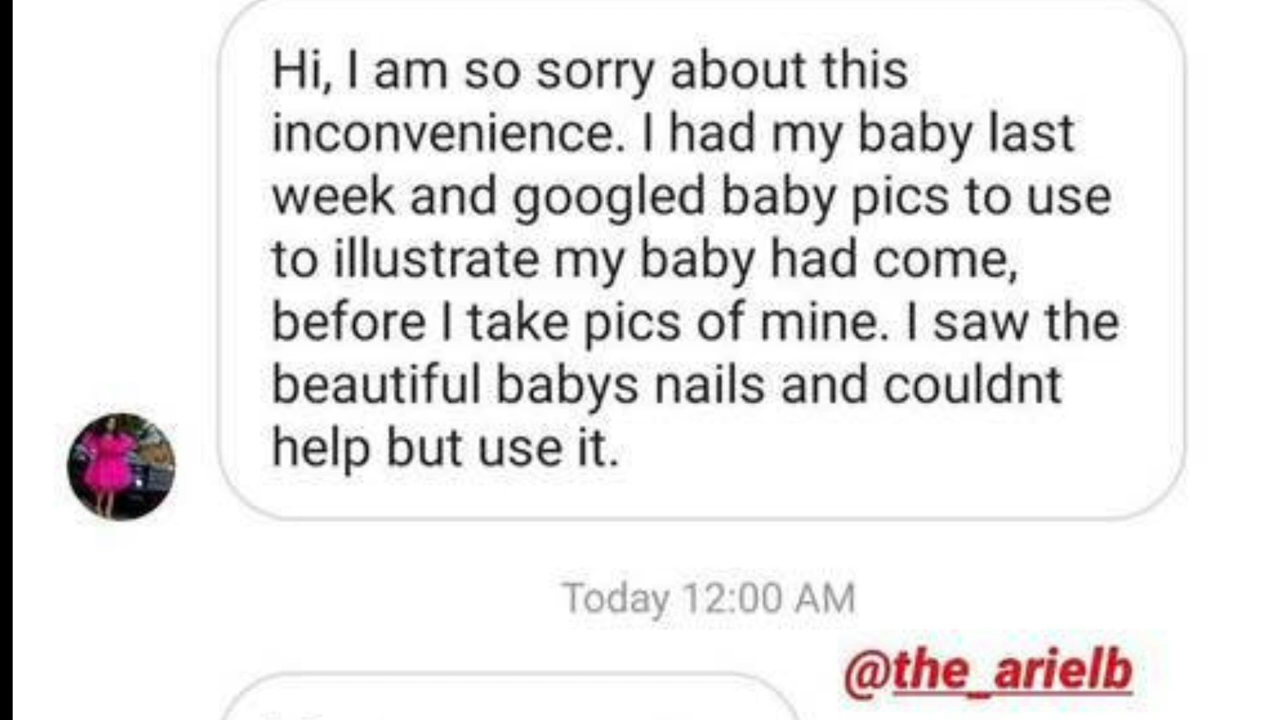 Hi, I am so sorry about this
inconvenience. I had my baby last
week and googled baby pics to use
to illustrate my baby had come,
before I take pics of mine. I saw the
beautiful babys nails and couldnt
help but use it.
Today 12:00 AM
@the_arielb